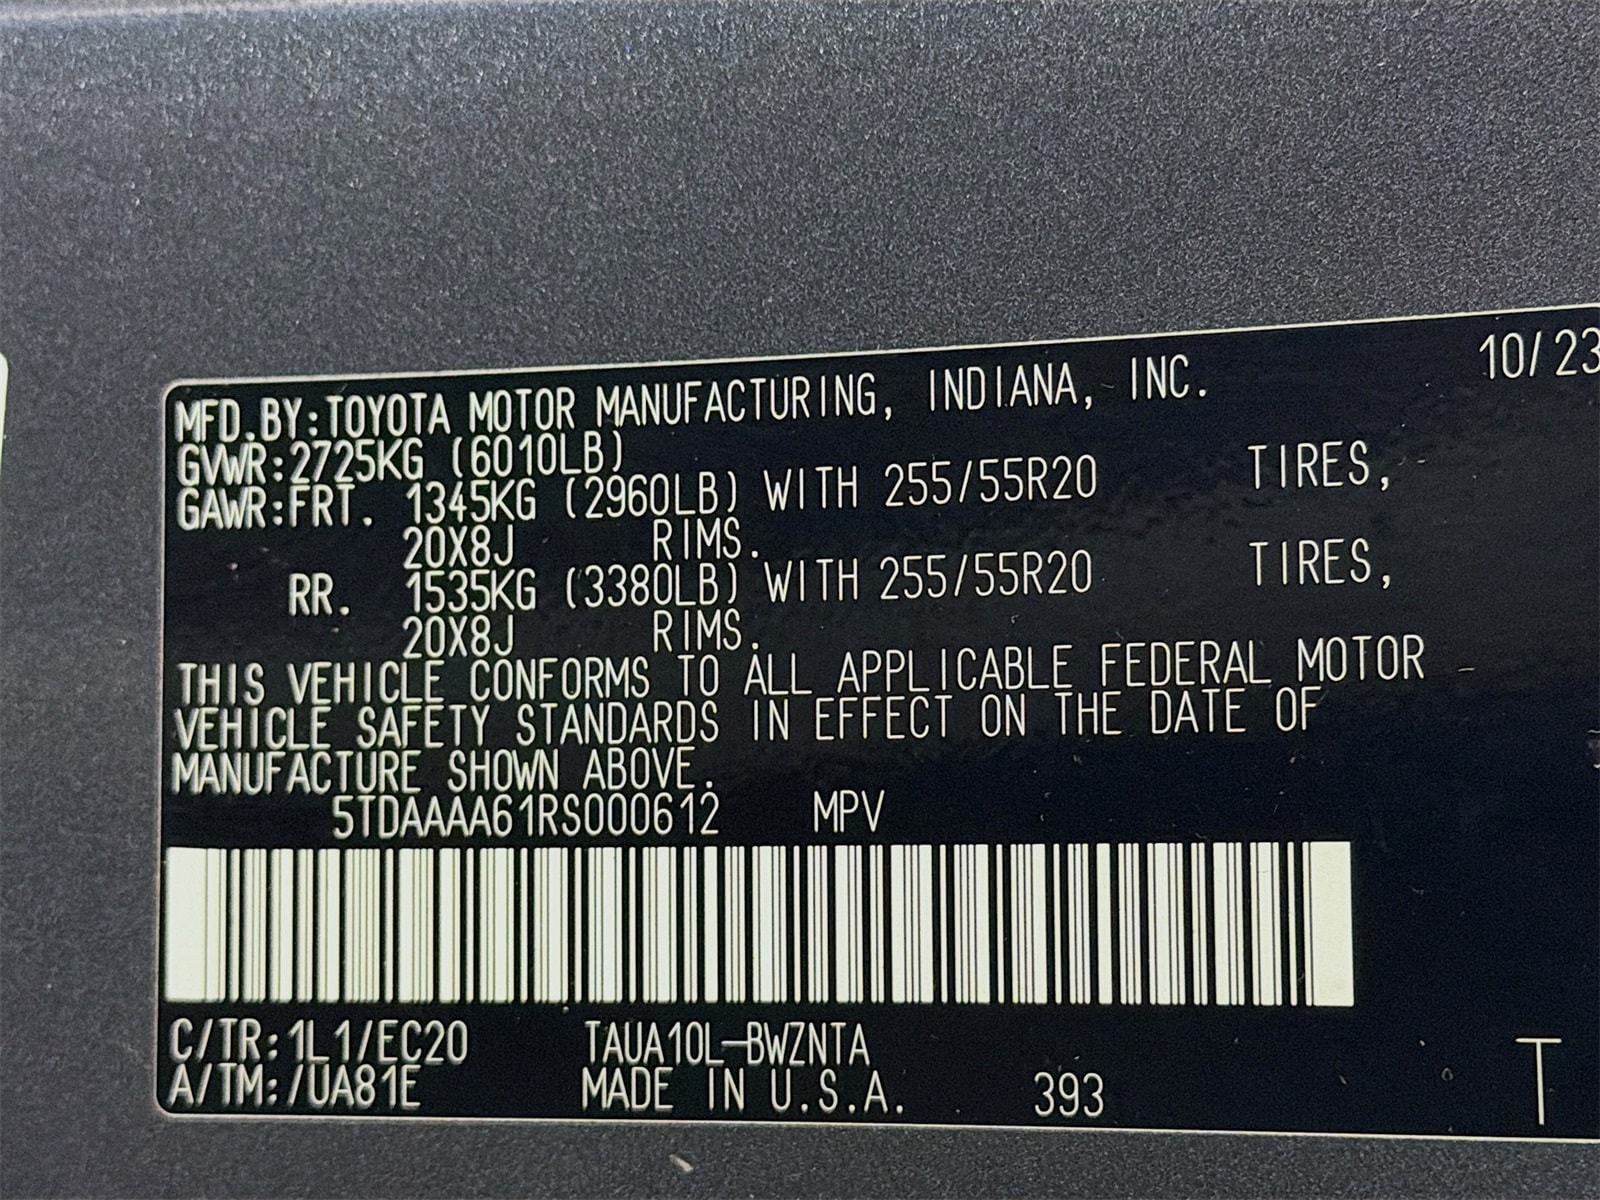 10/23
MFD.BY:TOYOTA MOTOR MANUFACTURING, INDIANA, INC.
GVWR:2725KG (6010LB)
GAWR:FRT. 1345KG (2960LB) WITH 255/55R20 TIRES,
20X8J RIMS.
RR. 1535KG (3380LB) WITH 255/55R20 TIRES,
20X8J RIMS.
THIS VEHICLE CONFORMS TO ALL APPLICABLE FEDERAL MOTOR
VEHICLE SAFETY STANDARDS IN EFFECT ON THE DATE OF
MANUFACTURE SHOWN ABOVE.
5TDAAAA61RS000612 MPV
C/TR:1L1/EC20 TAUA10L-BWZNTA
A/TM:/UA81E MADE IN U.S.A. 393 T